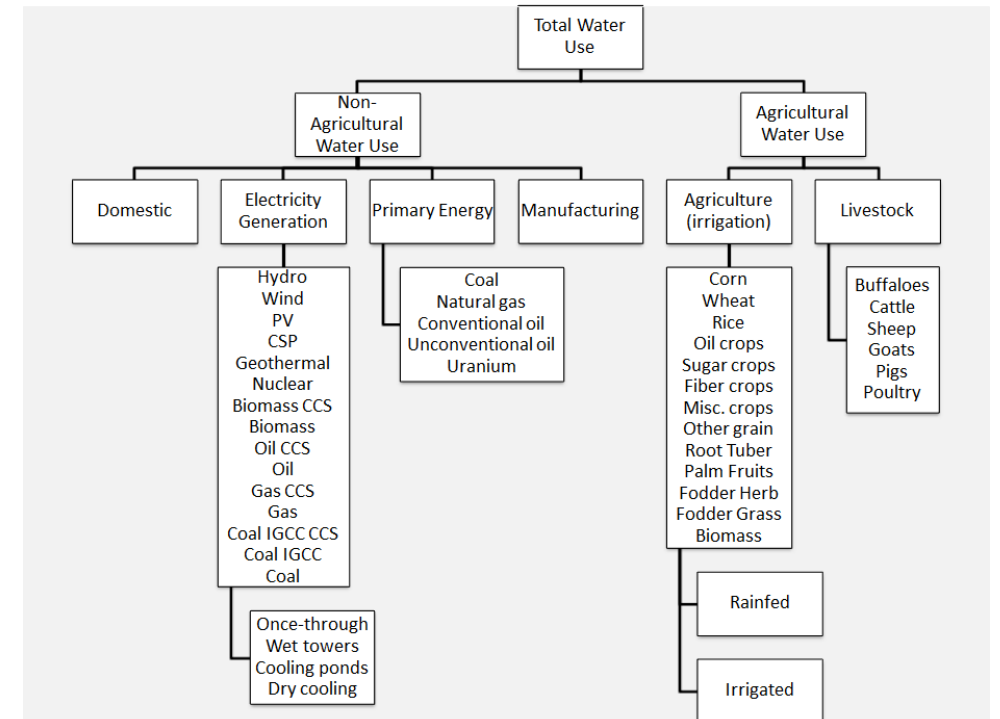 Total Water
Use
Non-
Agricultural
Water Use
Agricultural
Water Use
Domestic
Electricity
Generation
Primary Energy
Manufacturing
Agriculture
(irrigation)
Livestock
Hydro
Wind
PV
CSP
Geothermal
Nuclear
Biomass CCS
Biomass
Oil CCS
Oil
Gas CCS
Gas
Coal IGCC CCS
Coal IGCC
Coal
Coal
Natural gas
Conventional oil
Unconventional oil
Uranium
Corn
Wheat
Rice
Oil crops
Sugar crops
Fiber crops
Misc. crops
Other grain
Root Tuber
Palm Fruits
Fodder Herb
Fodder Grass
Biomass
Buffaloes
Cattle
Sheep
Goats
Pigs
Poultry
Once-through
Wet towers
Cooling ponds
Dry cooling
Rainfed
Irrigated